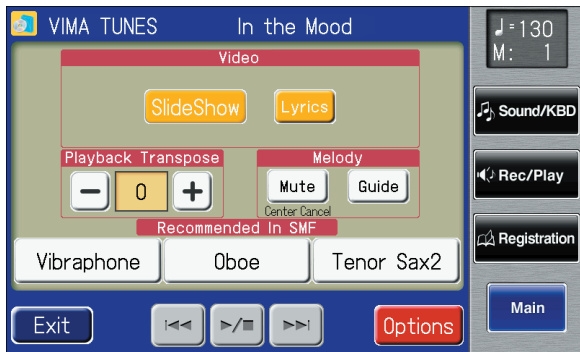 VIMA TUNES In the Mood
♩=130
M: 1
Video
SlideShow Lyrics
Sound/KBD
Playback Transpose Melody
− 0 + Mute Guide
Center Cancel
Rec/Play
Recommended In SMF
Vibraphone Oboe Tenor Sax2
Registration
Main
Exit Options